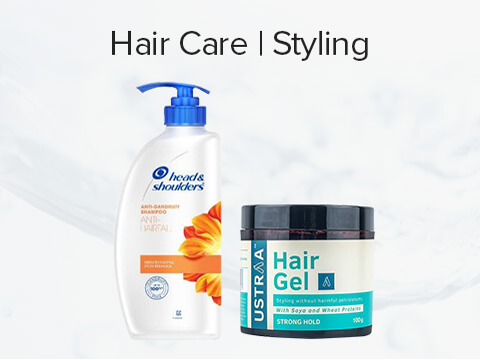 Hair Care | Styling
head&
shoulders
ANTI-DANDRUFF
SHAMPOO
ANTI-
HAIRFALL
USTRAA
Hair
Gel
Styling without harmful petrolatums
With Soya and Wheat Proteins
STRONG HOLD
100g